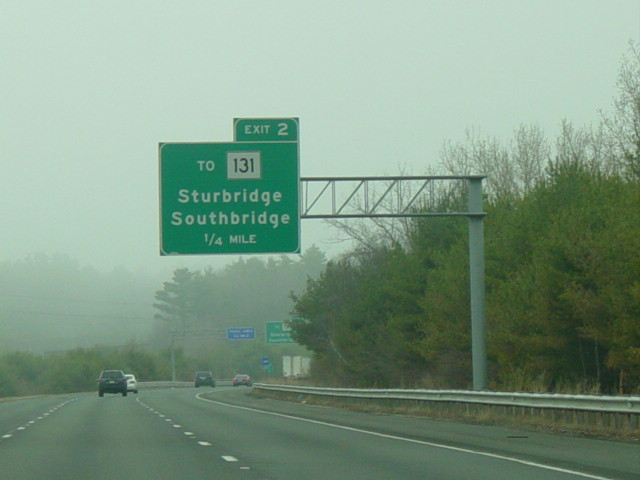 EXIT 2
TO 131
Sturbridge
Southbridge
1/4 MILE